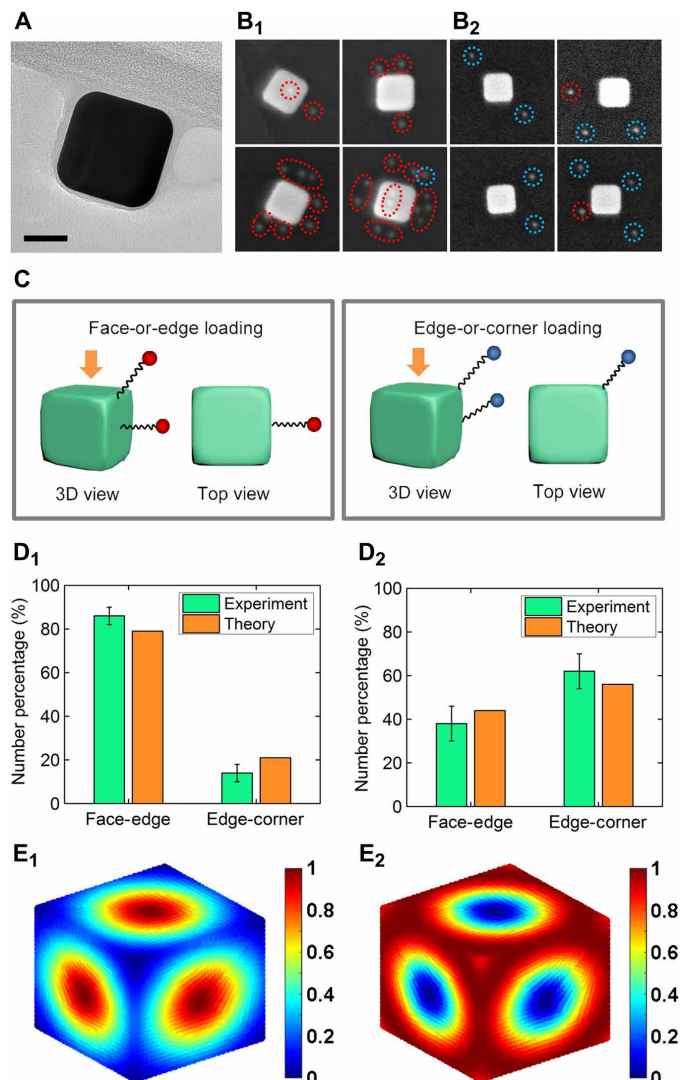 A
B1
B2
C
Face-or-edge loading
3D view
Top view
Edge-or-corner loading
3D view
Top view
D1
Number percentage (%)
100
80
60
40
20
0
Experiment
Theory
Face-edge
Edge-corner
D2
Number percentage (%)
100
80
60
40
20
0
Experiment
Theory
Face-edge
Edge-corner
E1
1
0.8
0.6
0.4
0.2
0
E2
1
0.8
0.6
0.4
0.2
0